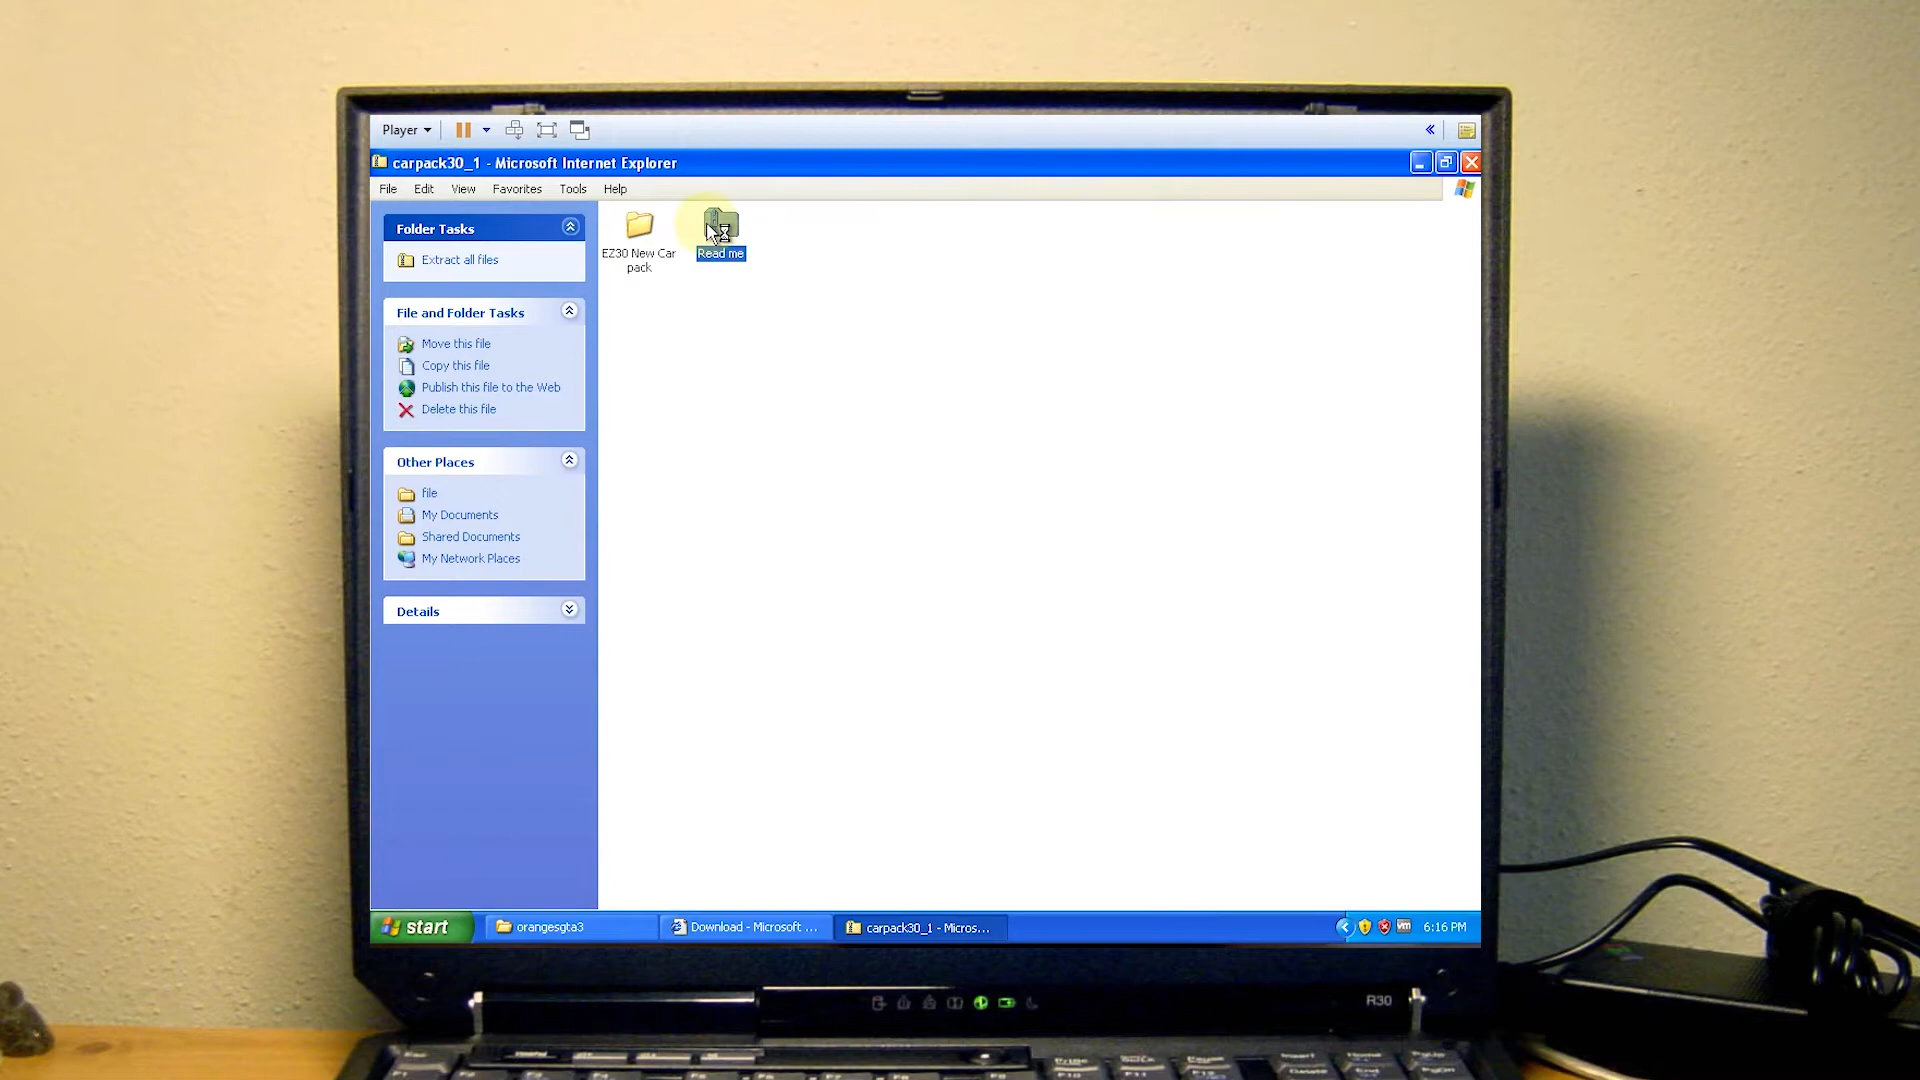 Player
carpack30_1 - Microsoft Internet Explorer
File Edit View Favorites Tools Help
Folder Tasks
Extract all files
File and Folder Tasks
Move this file
Copy this file
Publish this file to the Web
Delete this file
Other Places
file
My Documents
Shared Documents
My Network Places
Details
EZ30 New Car
pack
Read me
start
orangesgta3
Download - Microsoft ...
carpack30_1 - Micros...
vm
6:16 PM
R30